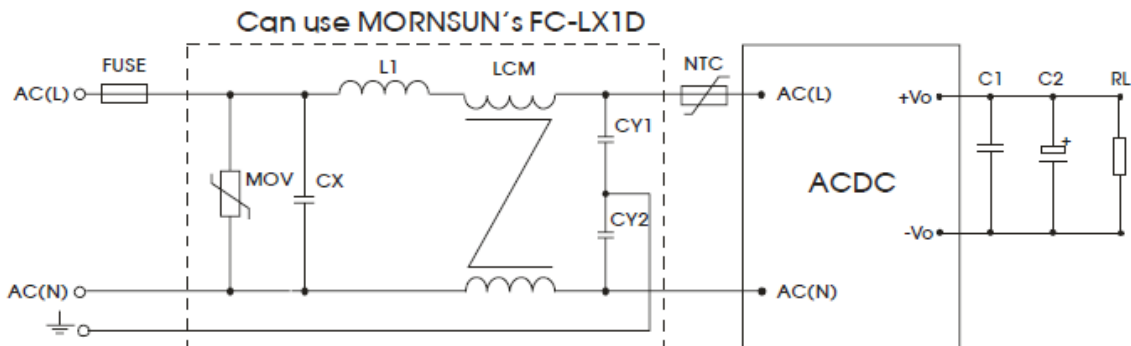 Can use MORNSUN's FC-LX1D
FUSE
L1
LCM
NTC
C1
C2
RL
AC(L)
AC(L)
+Vo
CY1
+
MOV
CX
ACDC
CY2
-Vo
AC(N)
AC(N)